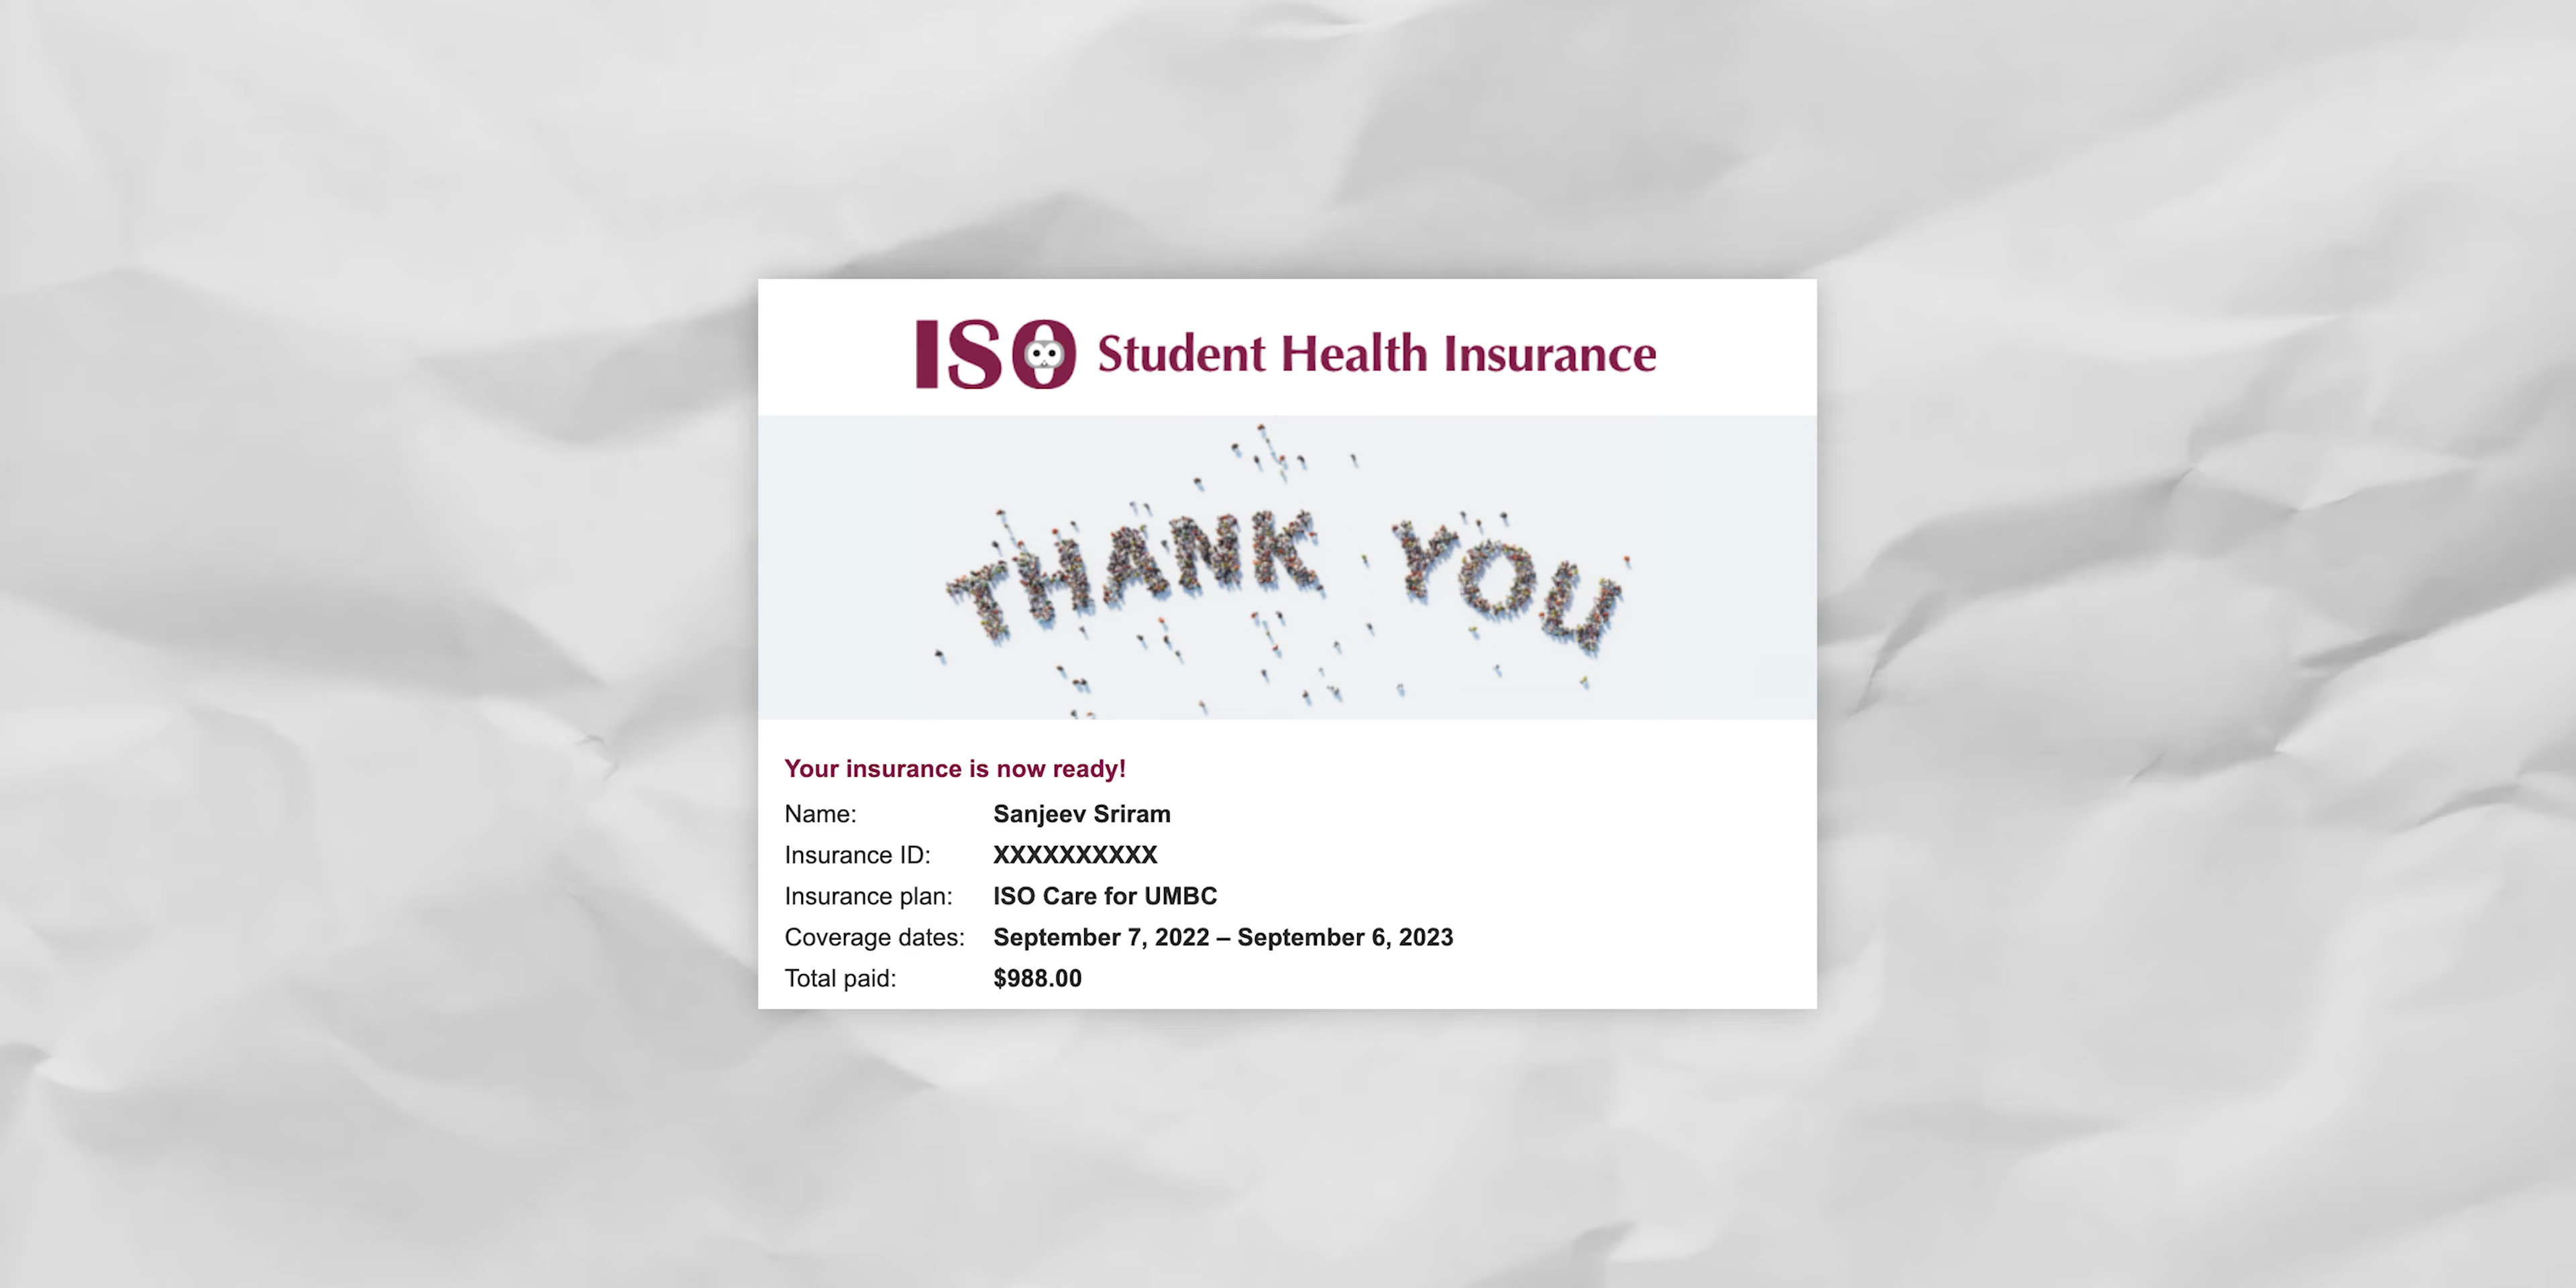 ISO Student Health Insurance
THANK YOU
Your insurance is now ready!
Name: Sanjeev Sriram
Insurance ID: XXXXXXXXXX
Insurance plan: ISO Care for UMBC
Coverage dates: September 7, 2022 – September 6, 2023
Total paid: $988.00